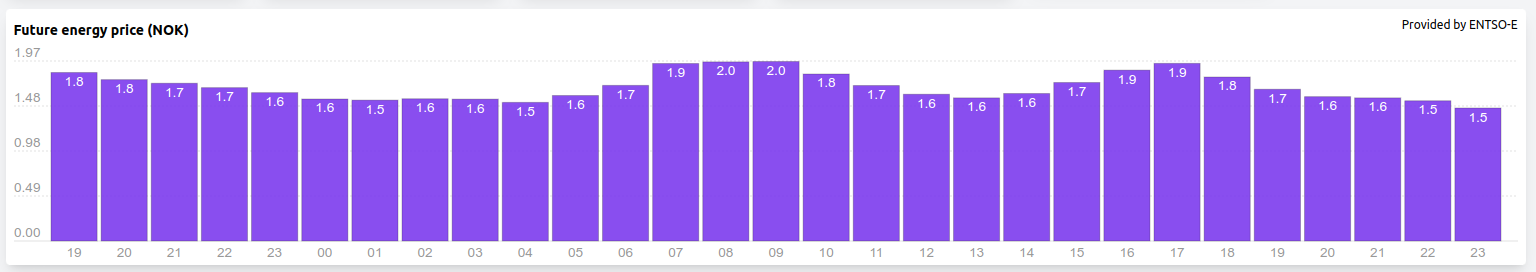 Future energy price (NOK)
Provided by ENTSO-E
1.97
1.48
0.98
0.49
0.00
1.8 1.8 1.7 1.7 1.6 1.6 1.5 1.6 1.6 1.5 1.6 1.7 1.9 2.0 2.0 1.8 1.7 1.6 1.6 1.6 1.7 1.9 1.9 1.8 1.7 1.6 1.6 1.5 1.5
19 20 21 22 23 00 01 02 03 04 05 06 07 08 09 10 11 12 13 14 15 16 17 18 19 20 21 22 23